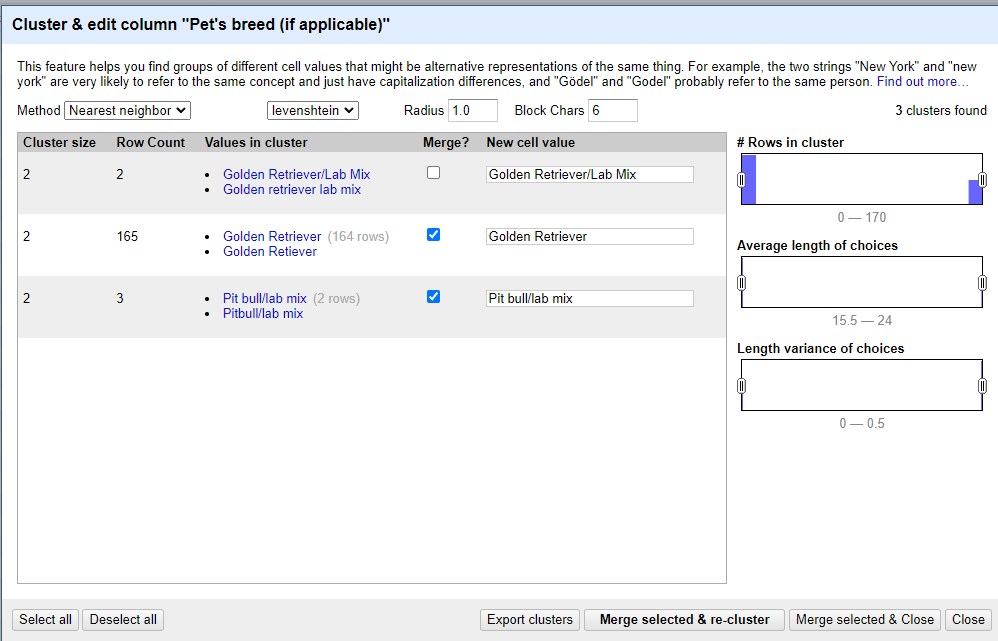 Cluster & edit column "Pet's breed (if applicable)"
This feature helps you find groups of different cell values that might be alternative representations of the same thing. For example, the two strings "New York" and "new
york" are very likely to refer to the same concept and just have capitalization differences, and "Gödel" and "Godel" probably refer to the same person. Find out more...
Method Nearest neighbor levenshtein Radius 1.0 Block Chars 6 3 clusters found
Cluster size Row Count Values in cluster Merge? New cell value
2 2 • Golden Retriever/Lab Mix Golden Retriever/Lab Mix
• Golden retriever lab mix
2 165 • Golden Retriever (164 rows) Golden Retriever
• Golden Retiever
2 3 • Pit bull/lab mix (2 rows) Pit bull/lab mix
• Pitbull/lab mix
# Rows in cluster
0 — 170
Average length of choices
15.5 — 24
Length variance of choices
0 — 0.5
Select all Deselect all Export clusters Merge selected & re-cluster Merge selected & Close Close